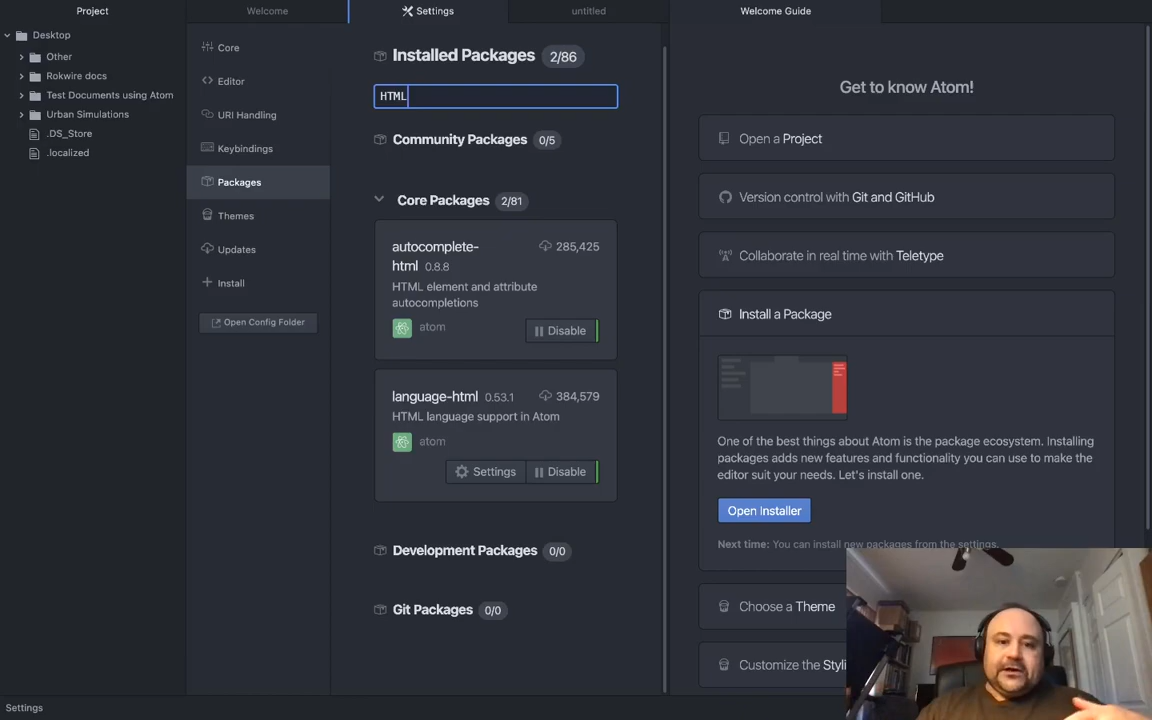 Project
Welcome
Settings
untitled
Welcome Guide
Desktop
Other
Rokwire docs
Test Documents using Atom
Urban Simulations
.DS_Store
.localized
Core
Editor
URI Handling
Keybindings
Packages
Themes
Updates
Install
Open Config Folder
Installed Packages 2/86
HTML
Community Packages 0/5
Core Packages 2/81
autocomplete-
html 0.8.8
285,425
HTML element and attribute
autocompletions
atom
Disable
language-html 0.53.1
384,579
HTML language support in Atom
atom
Settings
Disable
Development Packages 0/0
Git Packages 0/0
Get to know Atom!
Open a Project
Version control with Git and GitHub
Collaborate in real time with Teletype
Install a Package
One of the best things about Atom is the package ecosystem. Installing
packages adds new features and functionality you can use to make the
editor suit your needs. Let's install one.
Open Installer
Next time: You can install new packages from the settings.
Choose a Theme
Customize the Styli
Settings